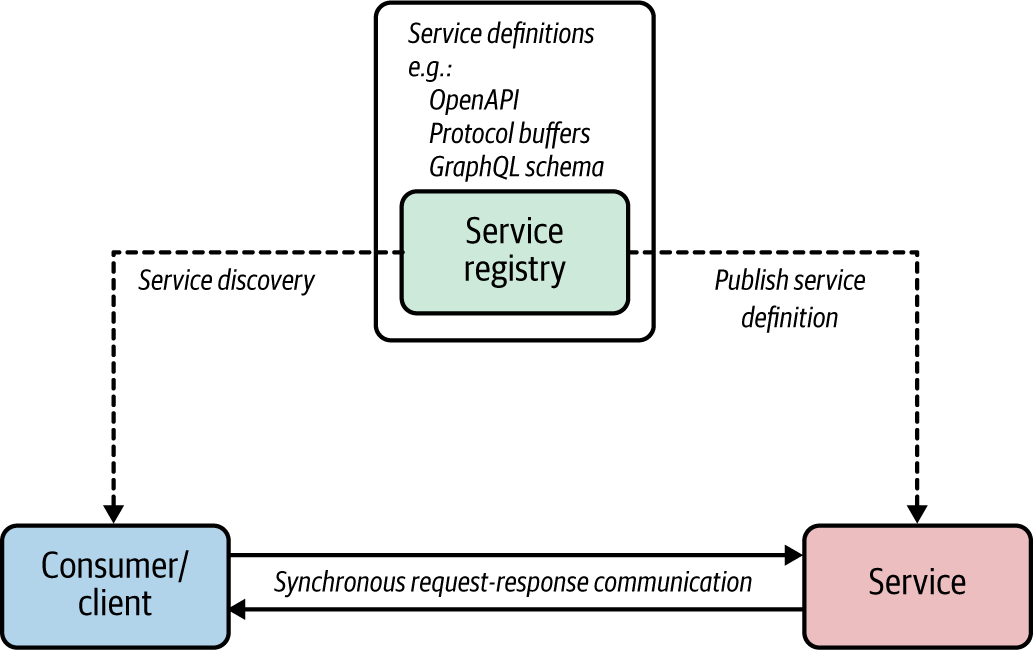 Service definitions
e.g.:
OpenAPI
Protocol buffers
GraphQL schema
Service
registry
Service discovery
Publish service
definition
Consumer/
client
Synchronous request-response communication
Service